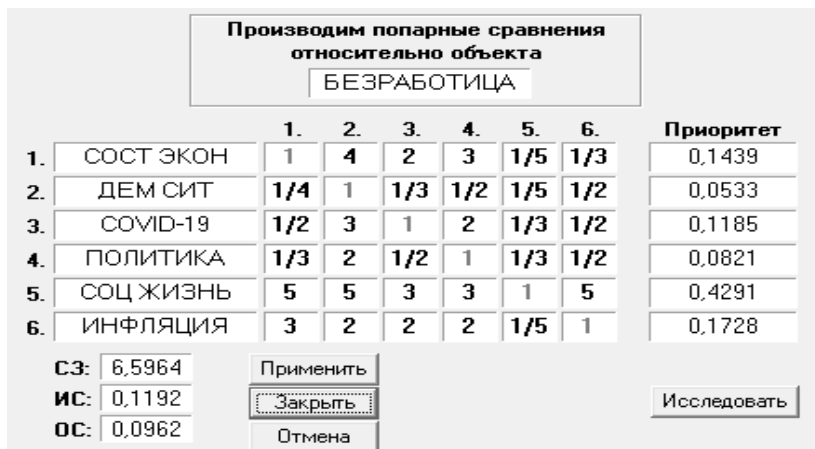 Производим попарные сравнения
относительно объекта
БЕЗРАБОТИЦА
1. 2. 3. 4. 5. 6. Приоритет
1. СОСТ ЭКОН 1 4 2 3 1/5 1/3 0,1439
2. ДЕМ СИТ 1/4 1 1/3 1/2 1/5 1/2 0,0533
3. COVID-19 1/2 3 1 2 1/3 1/2 0,1185
4. ПОЛИТИКА 1/3 2 1/2 1 1/3 1/2 0,0821
5. СОЦ ЖИЗНЬ 5 5 3 3 1 5 0,4291
6. ИНФЛЯЦИЯ 3 2 2 2 1/5 1 0,1728
СЗ: 6,5964 Применить
ИС: 0,1192 Закрыть Исследовать
ОС: 0,0962 Отмена